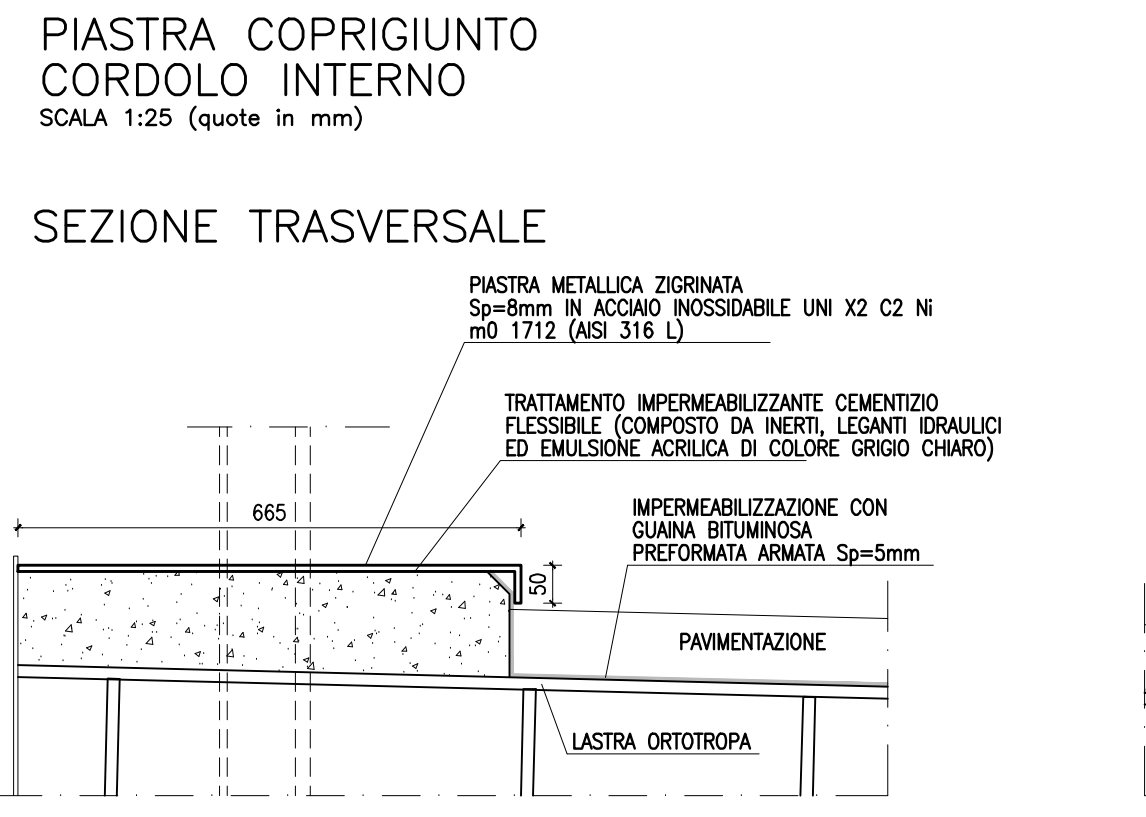 PIASTRA COPRIGIUNTO
CORDOLO INTERNO
SCALA 1:25 (quote in mm)
SEZIONE TRASVERSALE
PIASTRA METALLICA ZIGRINATA
Sp=8mm IN ACCIAIO INOSSIDABILE UNI X2 C2 Ni
m0 1712 (AISI 316 L)
TRATTAMENTO IMPERMEABILIZZANTE CEMENTIZIO
FLESSIBILE (COMPOSTO DA INERTI, LEGANTI IDRAULICI
ED EMULSIONE ACRILICA DI COLORE GRIGIO CHIARO)
IMPERMEABILIZZAZIONE CON
GUAINA BITUMINOSA
PREFORMATA ARMATA Sp=5mm
665
50
PAVIMENTAZIONE
LASTRA ORTOTROPA